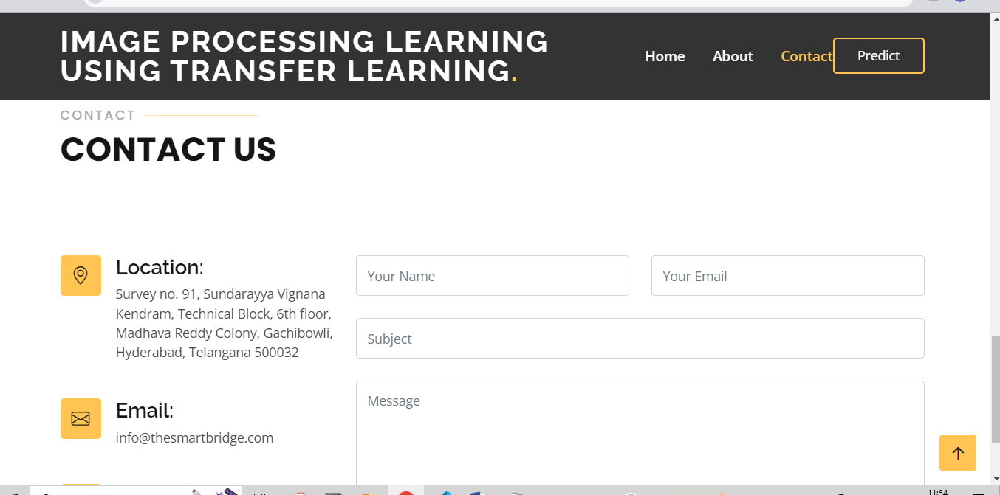 IMAGE PROCESSING LEARNING
USING TRANSFER LEARNING.
Home
About
Contact
Predict
CONTACT
CONTACT US
Location:
Survey no. 91, Sundarayya Vignana
Kendram, Technical Block, 6th floor,
Madhava Reddy Colony, Gachibowli,
Hyderabad, Telangana 500032
Your Name
Your Email
Subject
Message
Email:
info@thesmartbridge.com
11:54